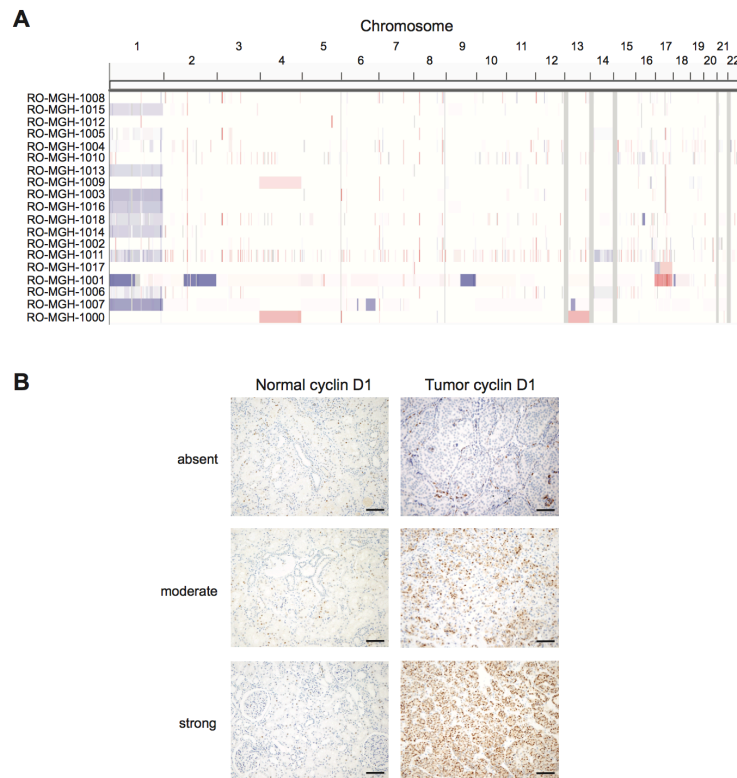 A
Chromosome
1 3 5 7 9 11 13 15 17 19 21
2 4 6 8 10 12 14 16 18 20 22
RO-MGH-1008
RO-MGH-1015
RO-MGH-1012
RO-MGH-1005
RO-MGH-1004
RO-MGH-1010
RO-MGH-1013
RO-MGH-1009
RO-MGH-1003
RO-MGH-1016
RO-MGH-1018
RO-MGH-1014
RO-MGH-1002
RO-MGH-1011
RO-MGH-1017
RO-MGH-1001
RO-MGH-1006
RO-MGH-1007
RO-MGH-1000
B
Normal cyclin D1 Tumor cyclin D1
absent
moderate
strong